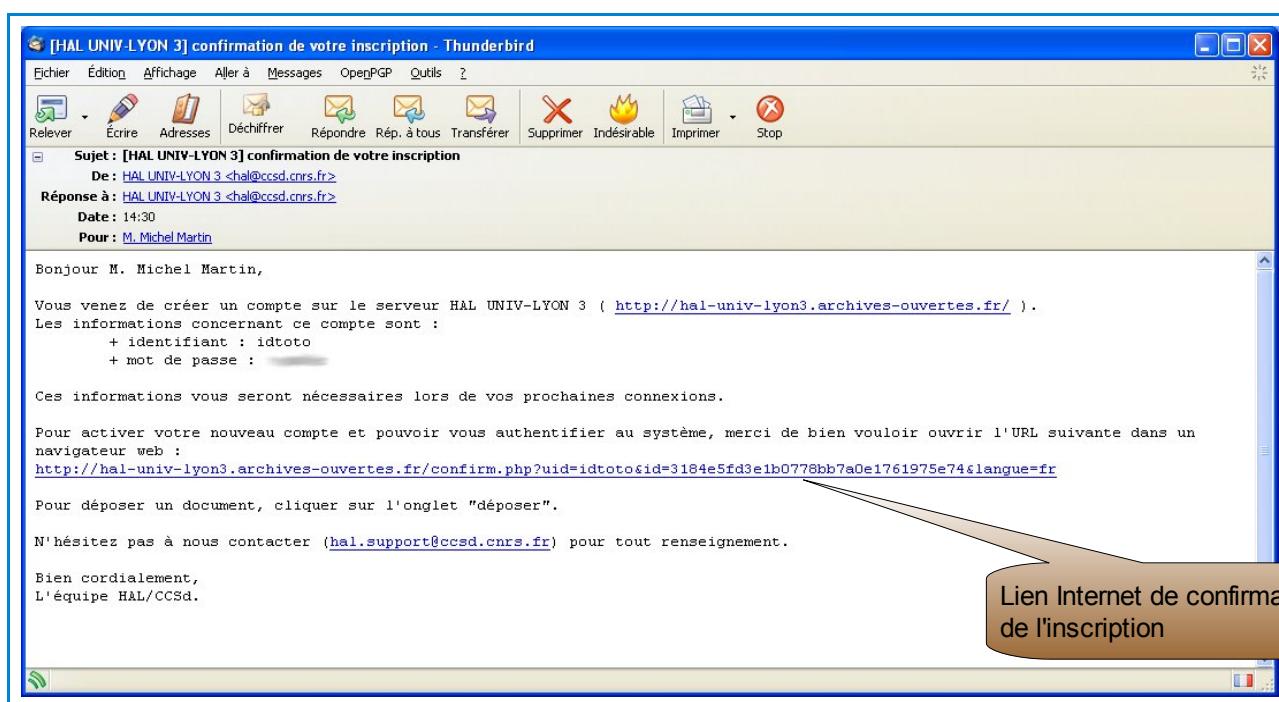 [HAL UNIV-LYON 3] confirmation de votre inscription - Thunderbird
Fichier Édition Affichage Aller à Messages OpenPGP Outils ?
Relever Écrire Adresses Déchiffrer Répondre Rép. à tous Transférer Supprimer Indésirable Imprimer Stop
Sujet : [HAL UNIV-LYON 3] confirmation de votre inscription
De : HAL UNIV-LYON 3 <hal@ccsd.cnrs.fr>
Réponse à : HAL UNIV-LYON 3 <hal@ccsd.cnrs.fr>
Date : 14:30
Pour : M. Michel Martin
Bonjour M. Michel Martin,
Vous venez de créer un compte sur le serveur HAL UNIV-LYON 3 ( http://hal-univ-lyon3.archives-ouvertes.fr/ ).
Les informations concernant ce compte sont :
+ identifiant : idtoto
+ mot de passe :
Ces informations vous seront nécessaires lors de vos prochaines connexions.
Pour activer votre nouveau compte et pouvoir vous authentifier au système, merci de bien vouloir ouvrir l'URL suivante dans un
navigateur web :
http://hal-univ-lyon3.archives-ouvertes.fr/confirm.php?uid=idtoto&id=3184e5fd3e1b0778bb7a0e1761975e74&langue=fr
Pour déposer un document, cliquer sur l'onglet "déposer".
N'hésitez pas à nous contacter (hal.support@ccsd.cnrs.fr) pour tout renseignement.
Bien cordialement,
L'équipe HAL/CCSd.
Lien Internet de confirma
de l'inscription